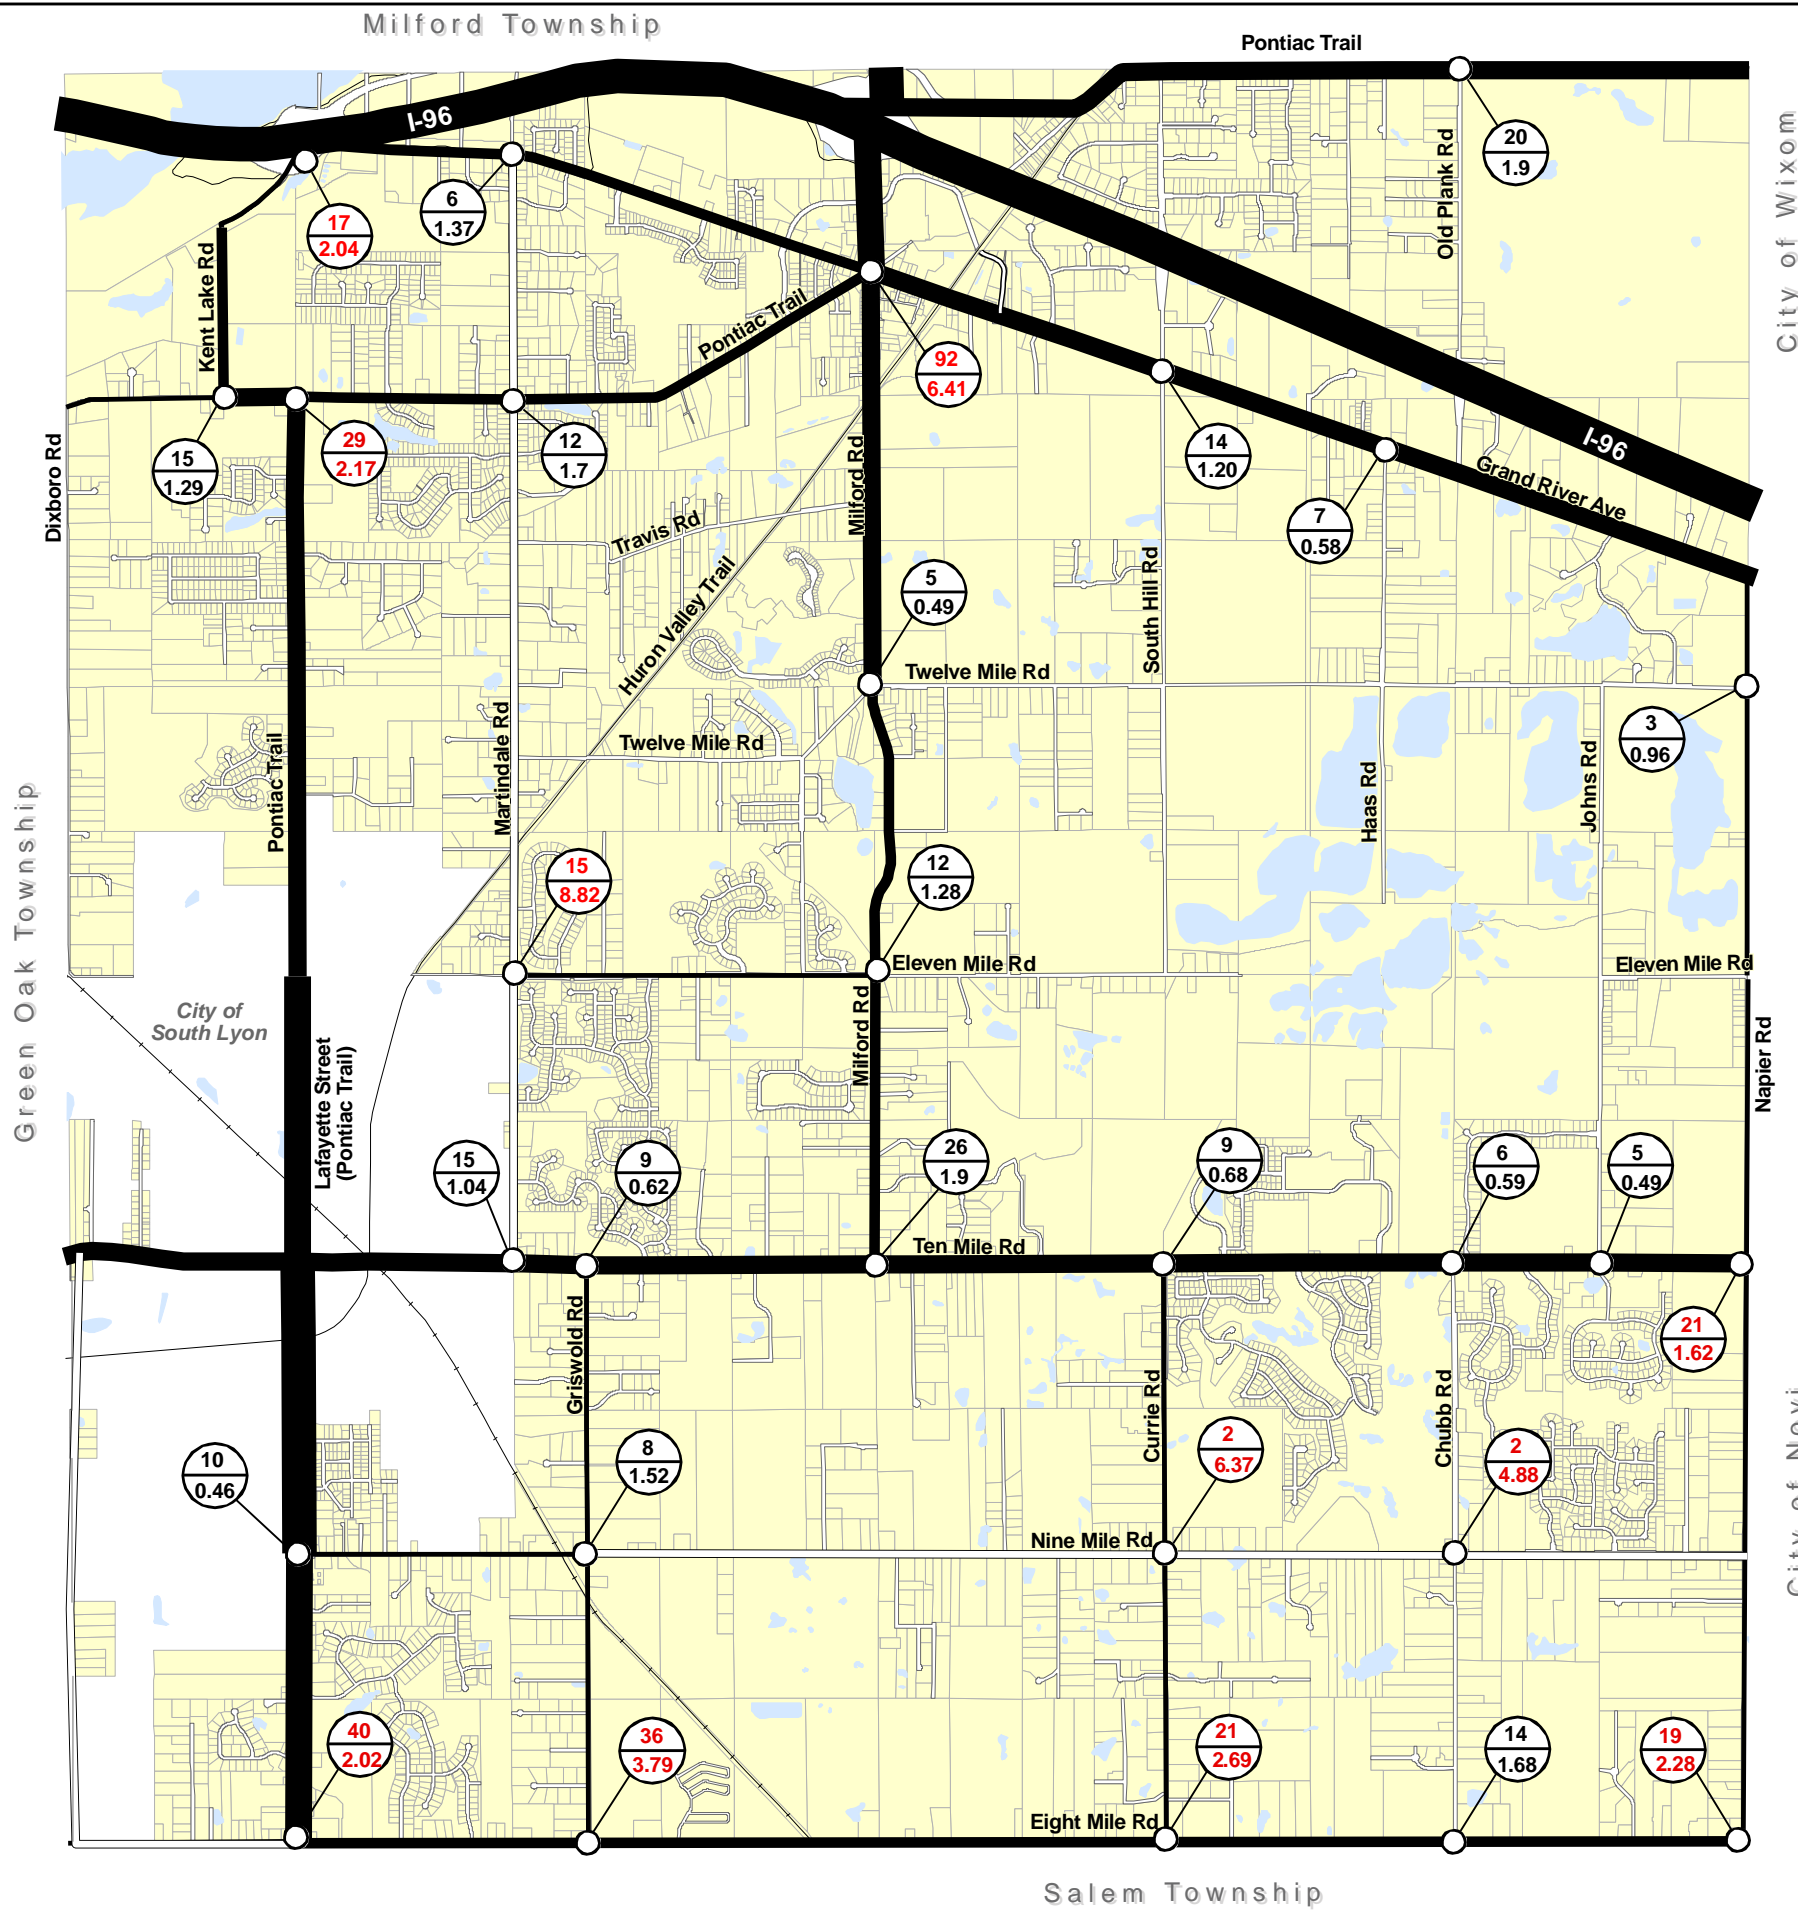 Milford Township
Pontiac Trail
I-96
20
1.9
Old Plank Rd
City of Wixom
6
1.37
17
2.04
Kent Lake Rd
Pontiac Trail
92
6.41
Dixboro Rd
15
1.29
29
2.17
12
1.7
Milford Rd
14
1.20
I-96
Grand River Ave
7
0.58
Travis Rd
Huron Valley Trail
5
0.49
South Hill Rd
Twelve Mile Rd
3
0.96
Martindale Rd
Twelve Mile Rd
Pontiac Trail
Haas Rd
Johns Rd
Green Oak Township
15
8.82
12
1.28
Eleven Mile Rd
Eleven Mile Rd
City of
South Lyon
Lafayette Street
(Pontiac Trail)
Milford Rd
Napier Rd
15
1.04
9
0.62
26
1.9
9
0.68
6
0.59
5
0.49
Ten Mile Rd
Griswold Rd
21
1.62
Currie Rd
Chubb Rd
City of Novi
10
0.46
8
1.52
2
6.37
2
4.88
Nine Mile Rd
40
2.02
36
3.79
21
2.69
14
1.68
19
2.28
Eight Mile Rd
Salem Township